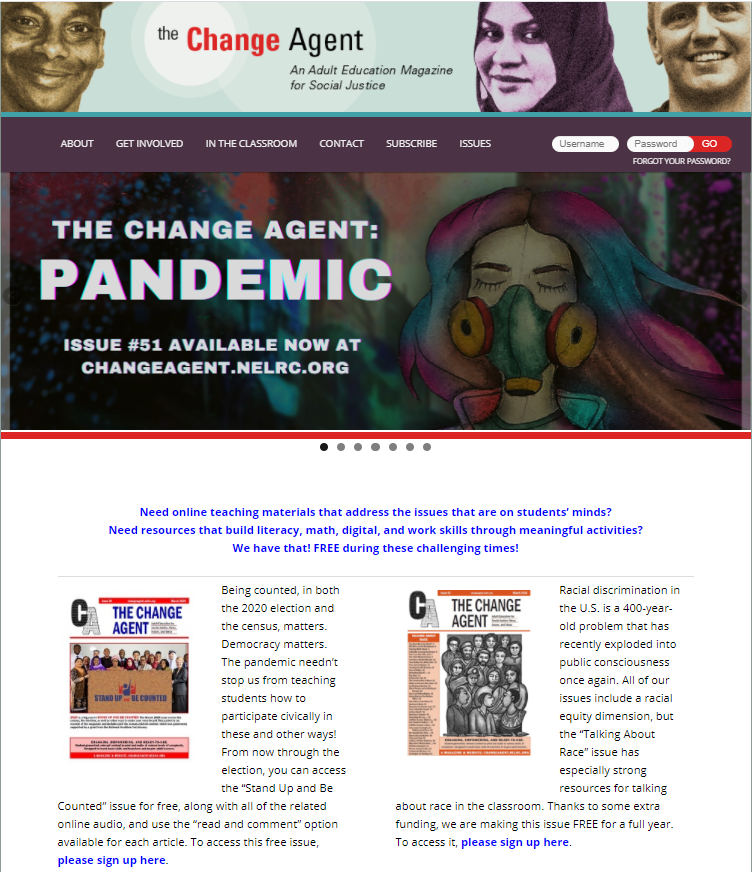 the Change Agent
An Adult Education Magazine
for Social Justice
ABOUT GET INVOLVED IN THE CLASSROOM CONTACT SUBSCRIBE ISSUES Username Password GO
FORGOT YOUR PASSWORD?
THE CHANGE AGENT:
PANDEMIC
ISSUE #51 AVAILABLE NOW AT
CHANGEAGENT.NELRC.ORG
Need online teaching materials that address the issues that are on students’ minds?
Need resources that build literacy, math, digital, and work skills through meaningful activities?
We have that! FREE during these challenging times!
CA
THE CHANGE
AGENT
STAND UP and BE
COUNTED
Being counted, in both
the 2020 election and
the census, matters.
Democracy matters.
The pandemic needn’t
stop us from teaching
students how to
participate civically in
these and other ways!
From now through the
election, you can access
the “Stand Up and Be
Counted” issue for free, along with all of the related
online audio, and use the “read and comment” option
available for each article. To access this free issue,
please sign up here.
CA
THE CHANGE
AGENT
Racial discrimination in
the U.S. is a 400-year-
old problem that has
recently exploded into
public consciousness
once again. All of our
issues include a racial
equity dimension, but
the “Talking About
Race” issue has
especially strong
resources for talking
about race in the classroom. Thanks to some extra
funding, we are making this issue FREE for a full year.
To access it, please sign up here.